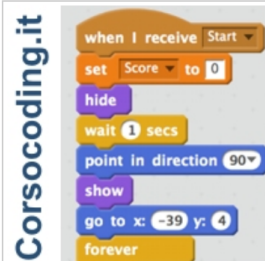 Corsocoding.it
when I receive Start
set Score to 0
hide
wait 1 secs
point in direction 90
show
go to x: -39 y: 4
forever